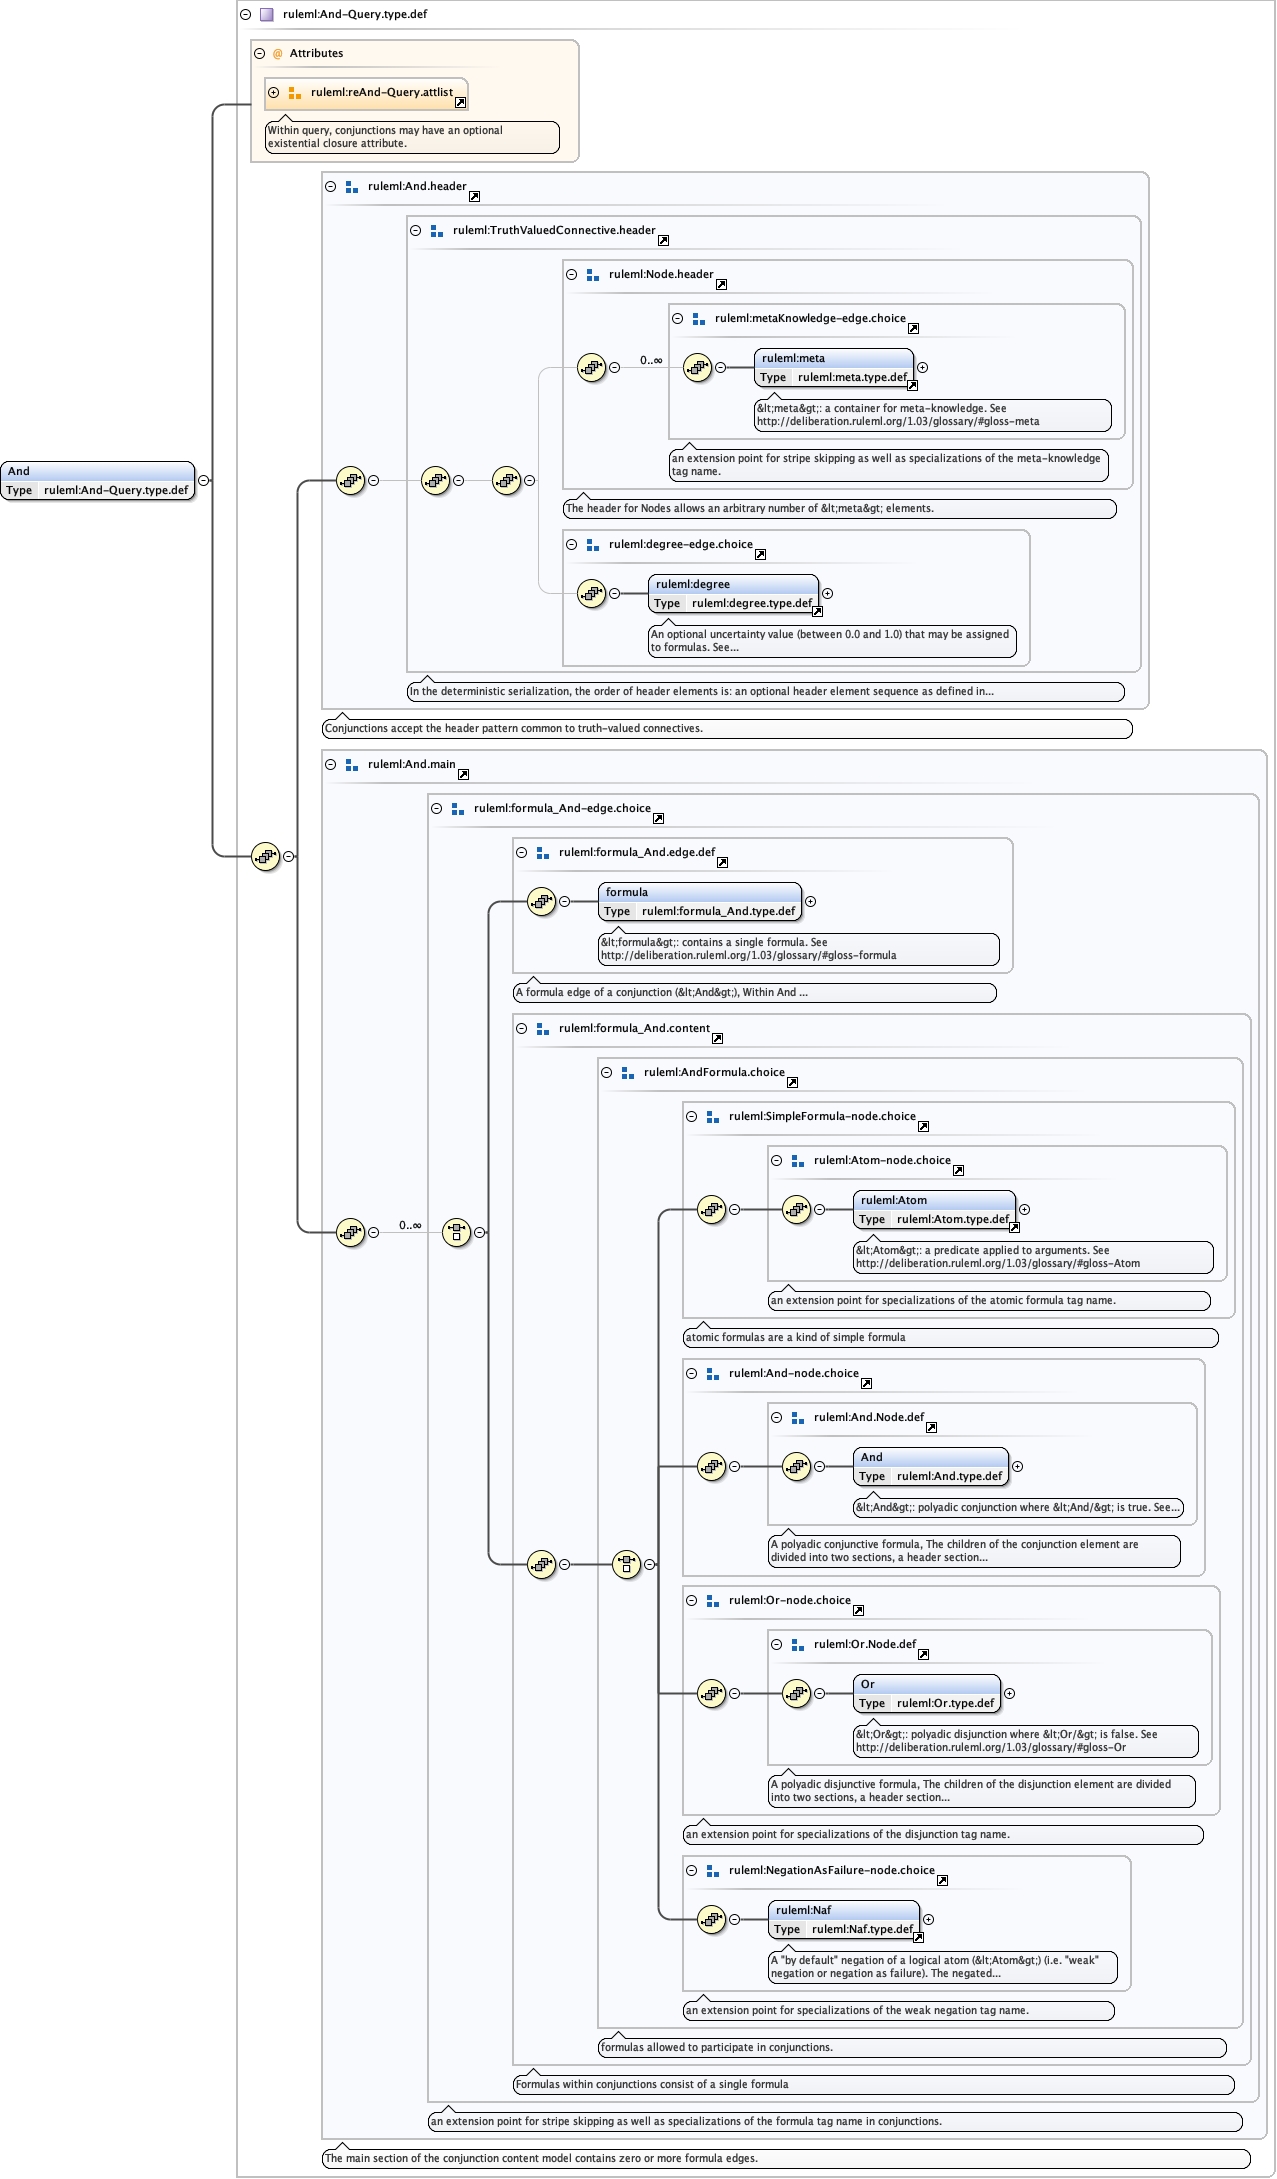 ruleml:And-Query.type.def
@ Attributes
ruleml:reAnd-Query.attlist
Within query, conjunctions may have an optional
existential closure attribute.
ruleml:And.header
ruleml:TruthValuedConnective.header
ruleml:Node.header
ruleml:metaKnowledge-edge.choice
0..∞
ruleml:meta
Type ruleml:meta.type.def
&lt;meta&gt;: a container for meta-knowledge. See
http://deliberation.ruleml.org/1.03/glossary/#gloss-meta
an extension point for stripe skipping as well as specializations of the meta-knowledge
tag name.
And
Type ruleml:And-Query.type.def
The header for Nodes allows an arbitrary number of &lt;meta&gt; elements.
ruleml:degree-edge.choice
ruleml:degree
Type ruleml:degree.type.def
An optional uncertainty value (between 0.0 and 1.0) that may be assigned
to formulas. See...
In the deterministic serialization, the order of header elements is: an optional header element sequence as defined in...
Conjunctions accept the header pattern common to truth-valued connectives.
ruleml:And.main
ruleml:formula_And-edge.choice
ruleml:formula_And.edge.def
formula
Type ruleml:formula_And.type.def
&lt;formula&gt;: contains a single formula. See
http://deliberation.ruleml.org/1.03/glossary/#gloss-formula
A formula edge of a conjunction (&lt;And&gt;), Within And ...
ruleml:formula_And.content
ruleml:AndFormula.choice
ruleml:SimpleFormula-node.choice
ruleml:Atom-node.choice
ruleml:Atom
Type ruleml:Atom.type.def
0..∞
&lt;Atom&gt;: a predicate applied to arguments. See
http://deliberation.ruleml.org/1.03/glossary/#gloss-Atom
an extension point for specializations of the atomic formula tag name.
atomic formulas are a kind of simple formula
ruleml:And-node.choice
ruleml:And.Node.def
And
Type ruleml:And.type.def
&lt;And&gt;: polyadic conjunction where &lt;And/&gt; is true. See...
A polyadic conjunctive formula, The children of the conjunction element are
divided into two sections, a header section...
ruleml:Or-node.choice
ruleml:Or.Node.def
Or
Type ruleml:Or.type.def
&lt;Or&gt;: polyadic disjunction where &lt;Or/&gt; is false. See
http://deliberation.ruleml.org/1.03/glossary/#gloss-Or
A polyadic disjunctive formula, The children of the disjunction element are divided
into two sections, a header section...
an extension point for specializations of the disjunction tag name.
ruleml:NegationAsFailure-node.choice
ruleml:Naf
Type ruleml:Naf.type.def
A "by default" negation of a logical atom (&lt;Atom&gt;) (i.e. "weak"
negation or negation as failure). The negated...
an extension point for specializations of the weak negation tag name.
formulas allowed to participate in conjunctions.
Formulas within conjunctions consist of a single formula
an extension point for stripe skipping as well as specializations of the formula tag name in conjunctions.
The main section of the conjunction content model contains zero or more formula edges.